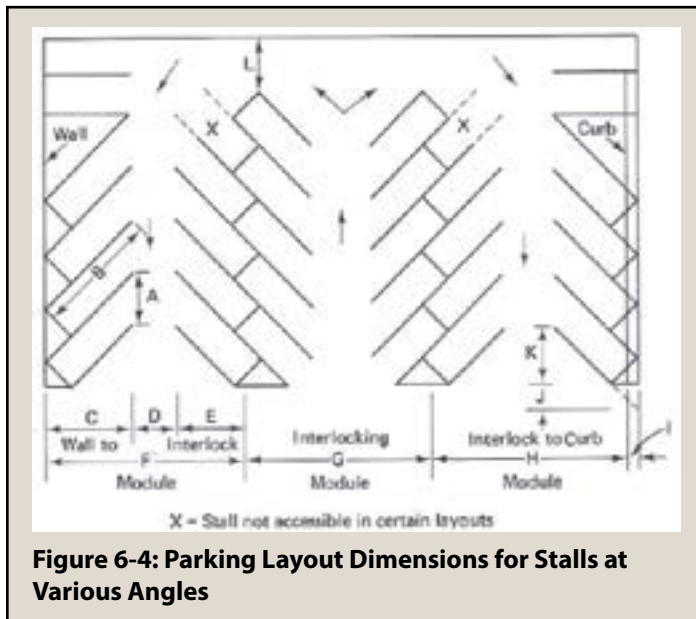 L
X
X
Wall
Curb
B
A
K
J
I
C D E
Wall to Interlock
Interlocking
Interlock to Curb
F
G
H
Module
Module
Module
X - Stall not accessible in certain layouts
Figure 6-4: Parking Layout Dimensions for Stalls at
Various Angles